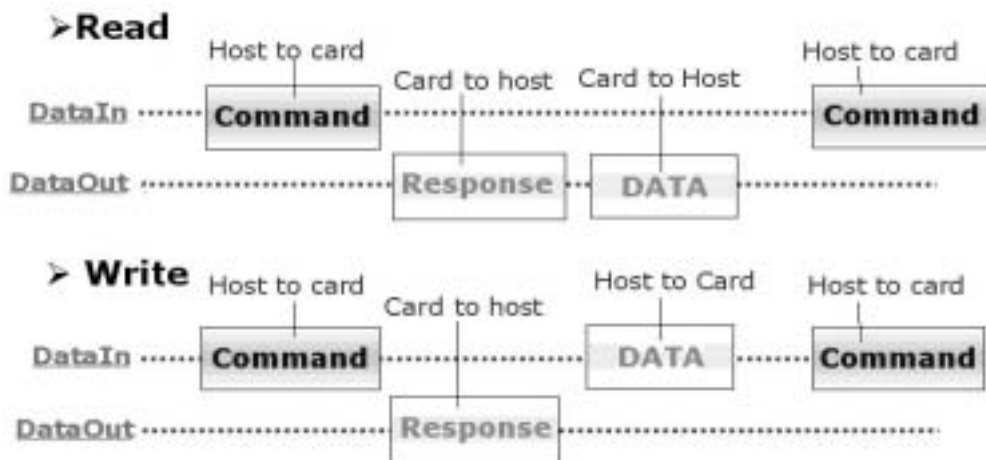 ➢Read
Host to card
Card to host
Card to Host
Host to card
DataIn
Command
Command
DataOut
Response
DATA
➢ Write
Host to card
Card to host
Host to Card
Host to card
DataIn
Command
DATA
Command
DataOut
Response